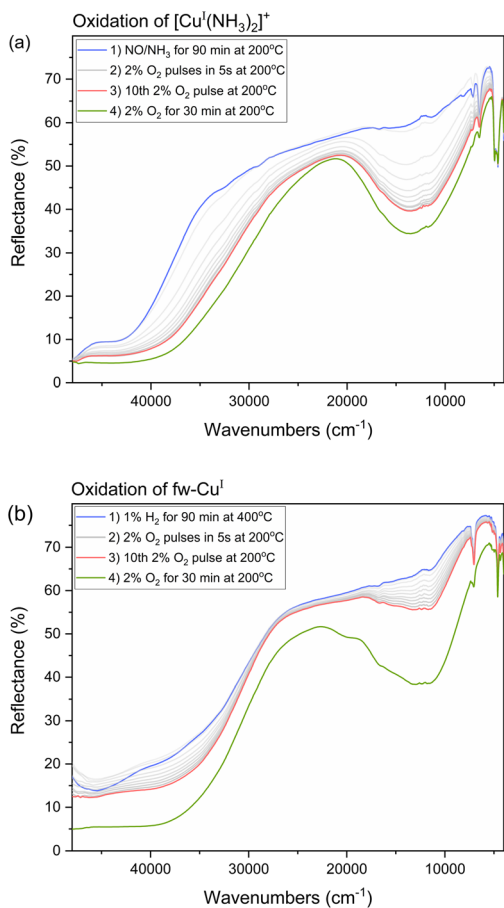 Oxidation of [Cuᴵ(NH₃)₂]⁺
(a)
1) NO/NH₃ for 90 min at 200°C
2) 2% O₂ pulses in 5s at 200°C
3) 10th 2% O₂ pulse at 200°C
4) 2% O₂ for 30 min at 200°C
Reflectance (%)
70
60
50
40
30
20
10
0
40000 30000 20000 10000
Wavenumbers (cm⁻¹)
Oxidation of fw-Cuᴵ
(b)
1) 1% H₂ for 90 min at 400°C
2) 2% O₂ pulses in 5s at 200°C
3) 10th 2% O₂ pulse at 200°C
4) 2% O₂ for 30 min at 200°C
Reflectance (%)
70
60
50
40
30
20
10
0
40000 30000 20000 10000
Wavenumbers (cm⁻¹)